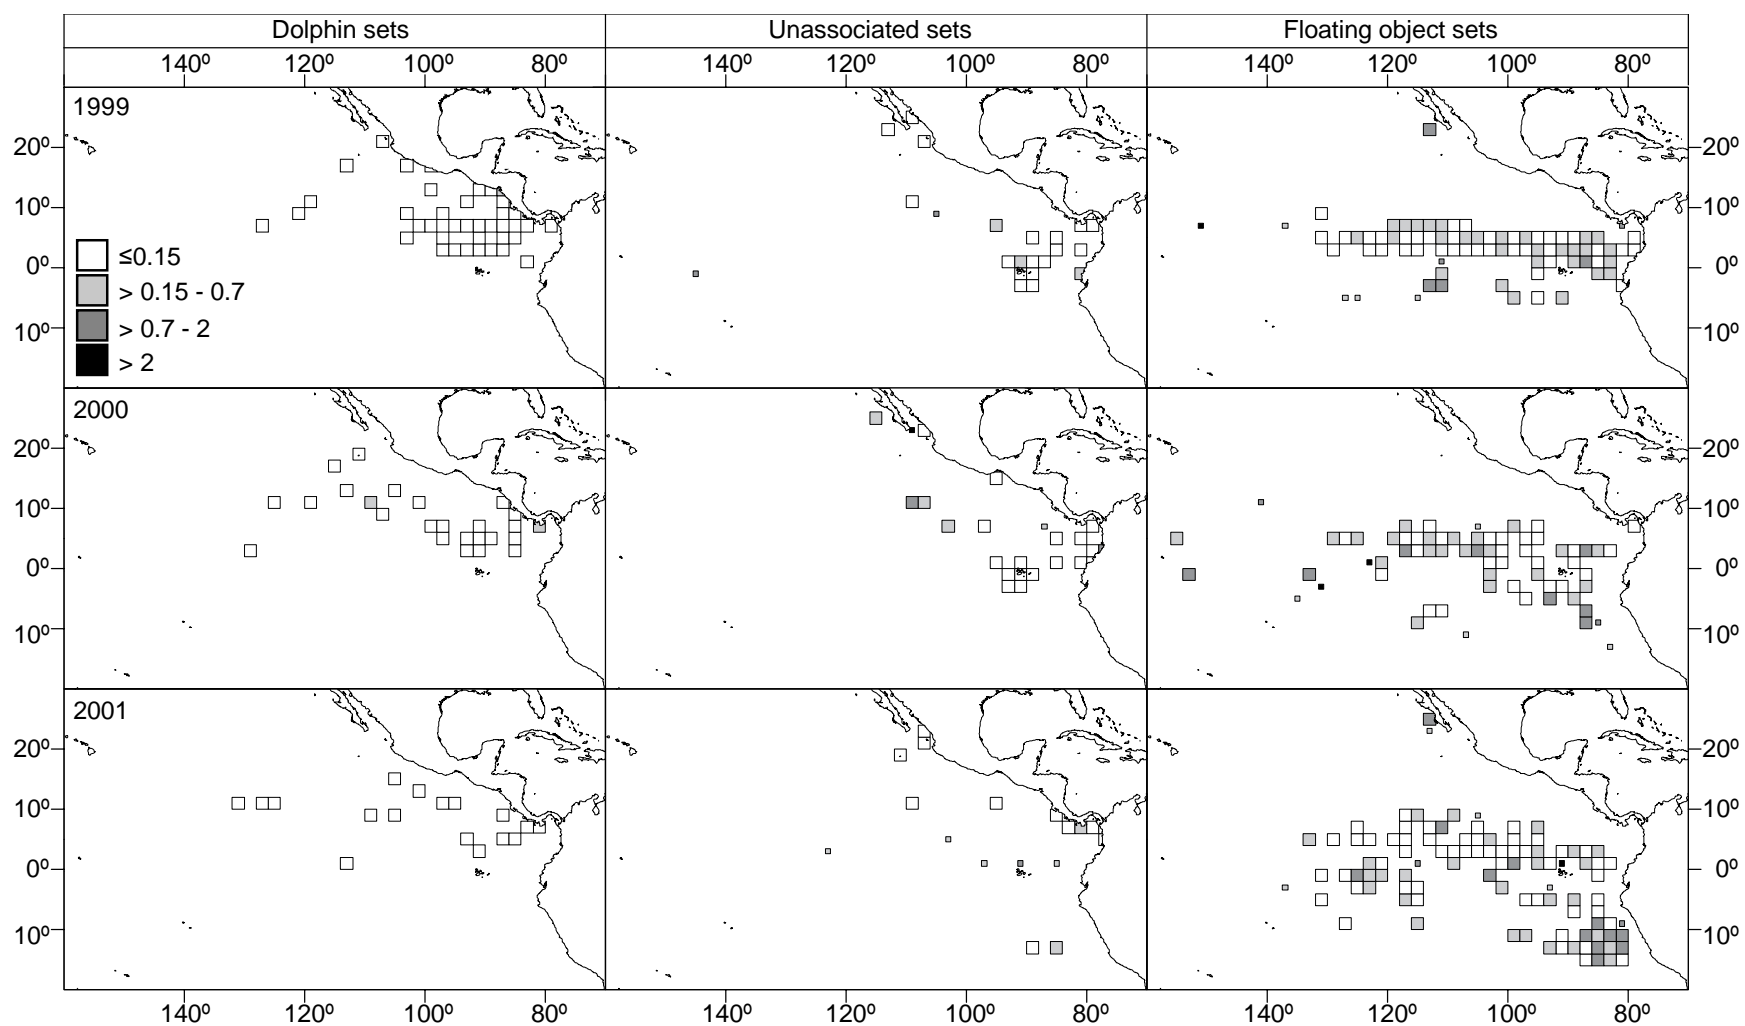 Dolphin sets Unassociated sets Floating object sets
140º 120º 100º 80º 140º 120º 100º 80º 140º 120º 100º 80º
1999
20º 20º
10º 10º
≤0.15
0º 0º
> 0.15 - 0.7
> 0.7 - 2
10º 10º
> 2
2000
20º 20º
10º 10º
0º 0º
10º 10º
2001
20º 20º
10º 10º
0º 0º
10º 10º
140º 120º 100º 80º 140º 120º 100º 80º 140º 120º 100º 80º